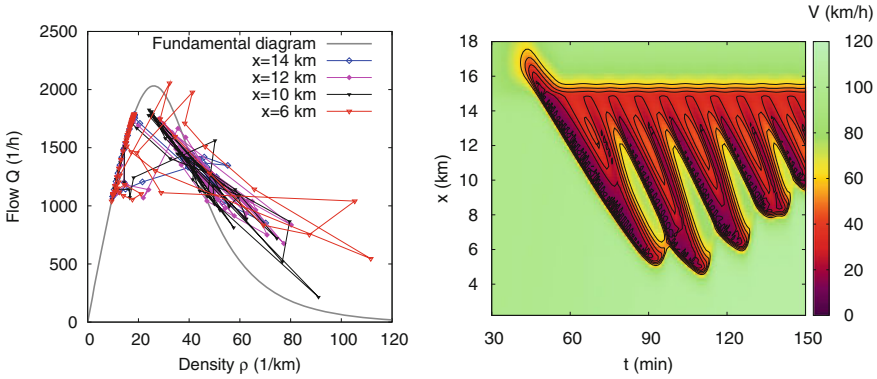 Fundamental diagram
x=14 km
x=12 km
x=10 km
x=6 km
2500
2000
1500
1000
500
0
0 20 40 60 80 100 120
Flow Q (1/h)
Density ρ (1/km)
V (km/h)
18
16
14
12
10
8
6
4
30 60 90 120 150
x (km)
t (min)
120
100
80
60
40
20
0